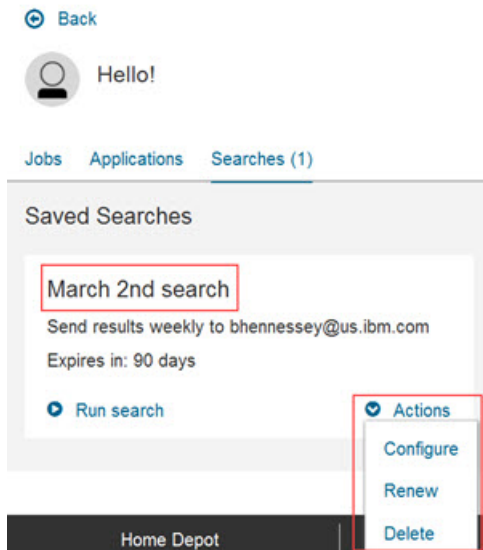 Back
Hello!
Jobs Applications Searches (1)
Saved Searches
March 2nd search
Send results weekly to bhennessey@us.ibm.com
Expires in: 90 days
Run search Actions
Configure
Renew
Delete
Home Depot